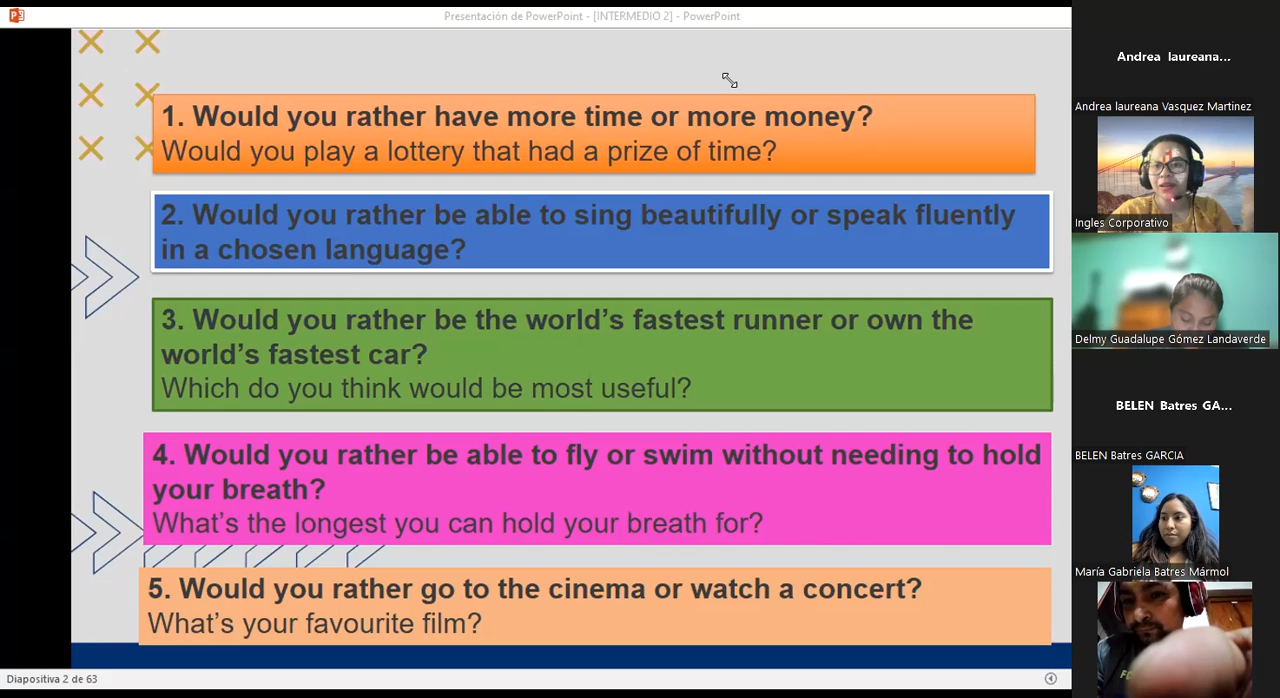 Presentación de PowerPoint - [INTERMEDIO 2] - PowerPoint
1. Would you rather have more time or more money?
Would you play a lottery that had a prize of time?
2. Would you rather be able to sing beautifully or speak fluently
in a chosen language?
3. Would you rather be the world's fastest runner or own the
world's fastest car?
Which do you think would be most useful?
4. Would you rather be able to fly or swim without needing to hold
your breath?
What's the longest you can hold your breath for?
5. Would you rather go to the cinema or watch a concert?
What's your favourite film?
Diapositiva 2 de 63
Andrea laureana...
Andrea laureana Vasquez Martinez
Ingles Corporativo
Delmy Guadalupe Gómez Landaverde
BELEN Batres GA...
BELEN Batres GARCIA
María Gabriela Batres Mármol